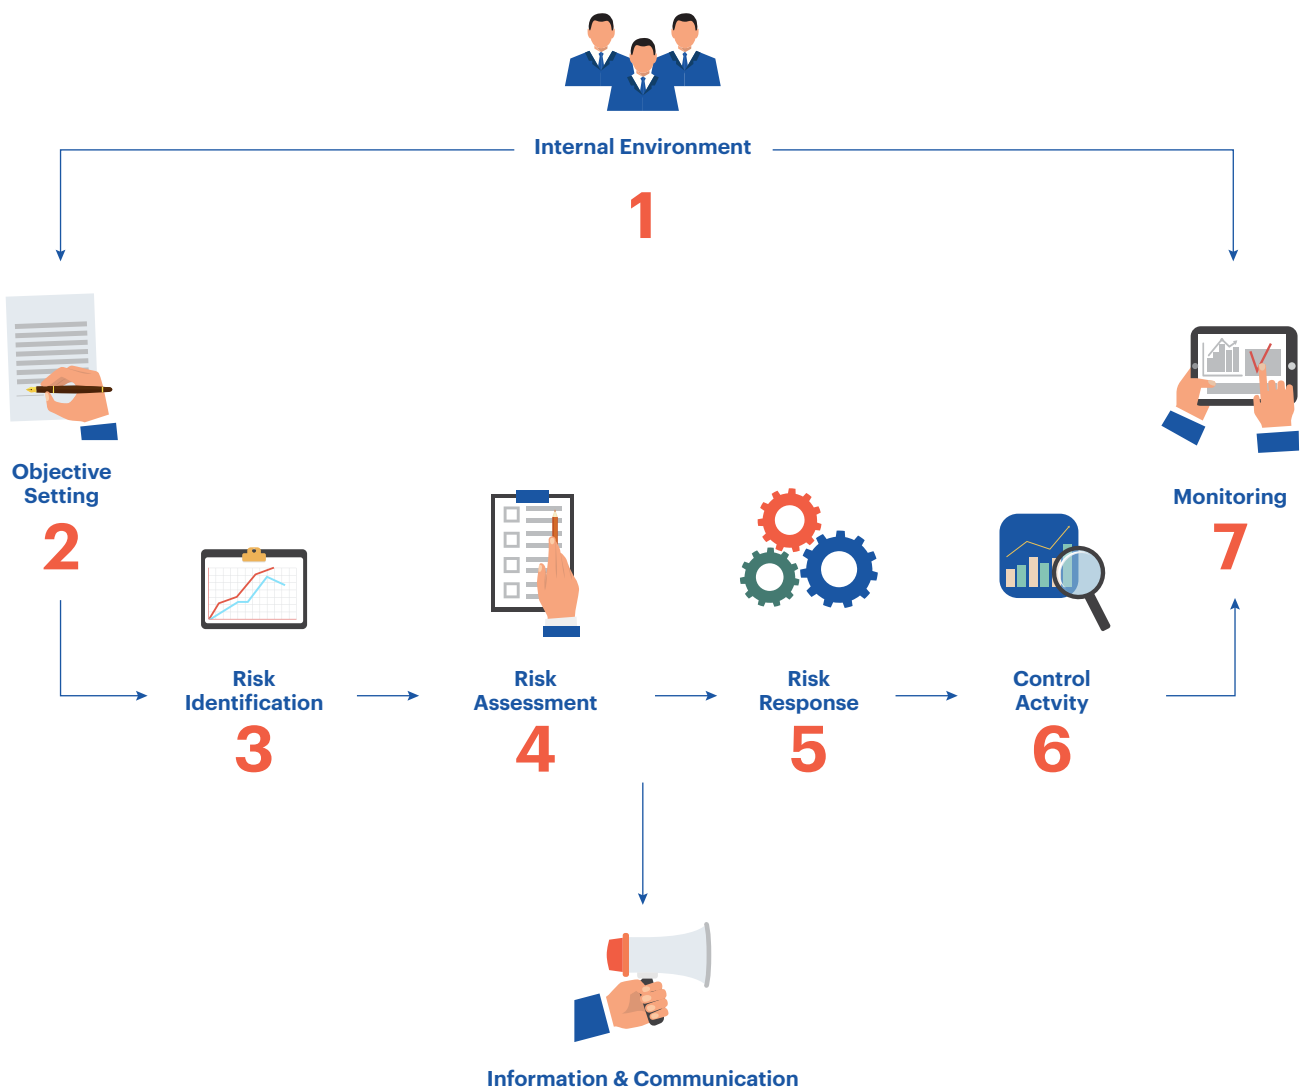 Internal Environment
1
Objective
Setting
2
Risk
Identification
3
Risk
Assessment
4
Risk
Response
5
Control
Actvity
6
Monitoring
7
Information & Communication